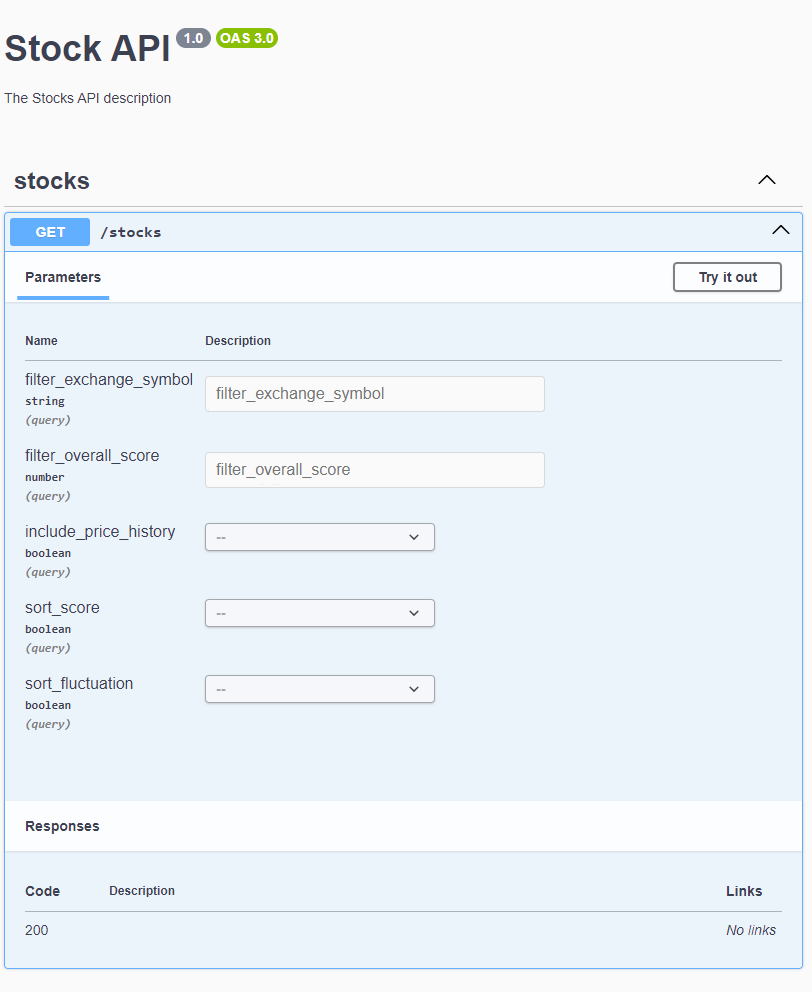 Stock API 1.0 OAS 3.0
The Stocks API description
stocks
GET /stocks
Parameters Try it out
Name Description
filter_exchange_symbol filter_exchange_symbol
string
(query)
filter_overall_score filter_overall_score
number
(query)
include_price_history --
boolean
(query)
sort_score --
boolean
(query)
sort_fluctuation --
boolean
(query)
Responses
Code Description Links
200 No links